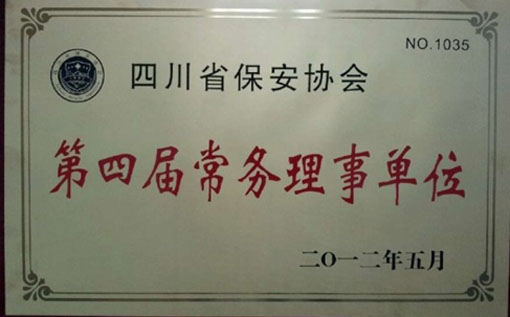 NO.1035
四川省保安协会
第四届常务理事单位
二〇一二年五月